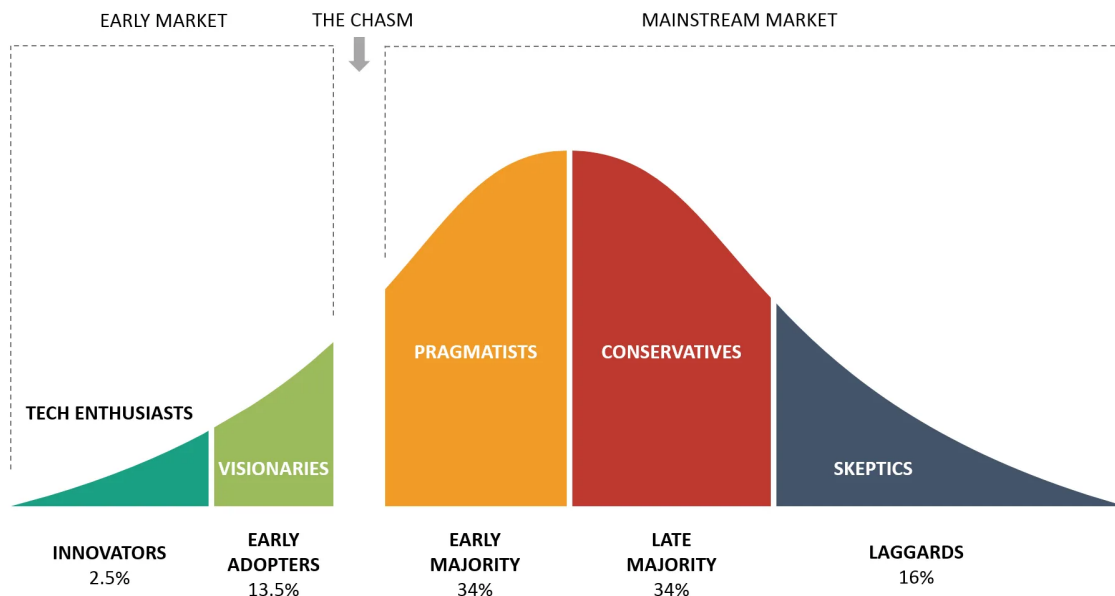 EARLY MARKET
THE CHASM
MAINSTREAM MARKET
TECH ENTHUSIASTS
VISIONARIES
PRAGMATISTS
CONSERVATIVES
SKEPTICS
INNOVATORS
2.5%
EARLY
ADOPTERS
13.5%
EARLY
MAJORITY
34%
LATE
MAJORITY
34%
LAGGARDS
16%